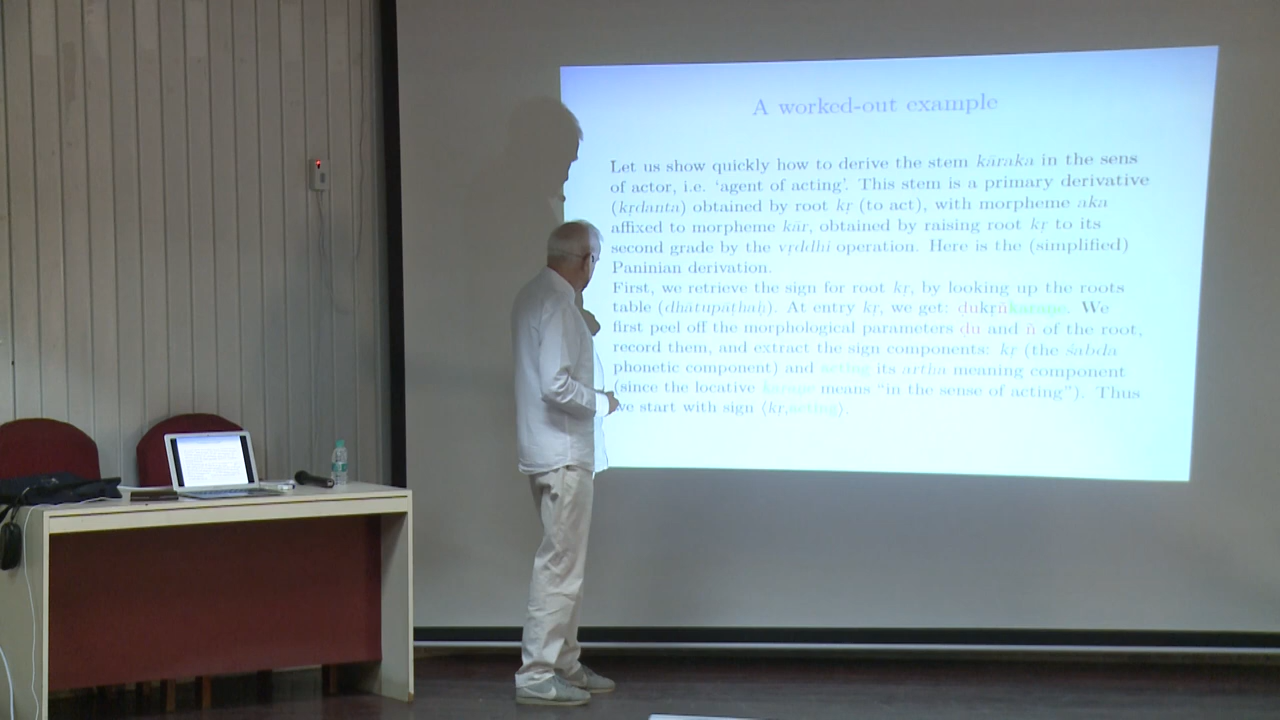 A worked-out example
Let us show quickly how to derive the stem kāraka in the sens
of actor, i.e. ‘agent of acting’. This stem is a primary derivative
(kṛdanta) obtained by root kṛ (to act), with morpheme aka
affixed to morpheme kār, obtained by raising root kṛ to its
second grade by the vṛddhi operation. Here is the (simplified)
Paninian derivation.
First, we retrieve the sign for root kṛ, by looking up the roots
table (dhātupāṭhaḥ). At entry kṛ, we get: ḍukṛñkaraṇe. We
first peel off the morphological parameters ḍu and ñ of the root,
record them, and extract the sign components: kṛ (the śabda
phonetic component) and acting its artha meaning component
(since the locative karaṇe means “in the sense of acting”). Thus
we start with sign ⟨kṛ,acting⟩.